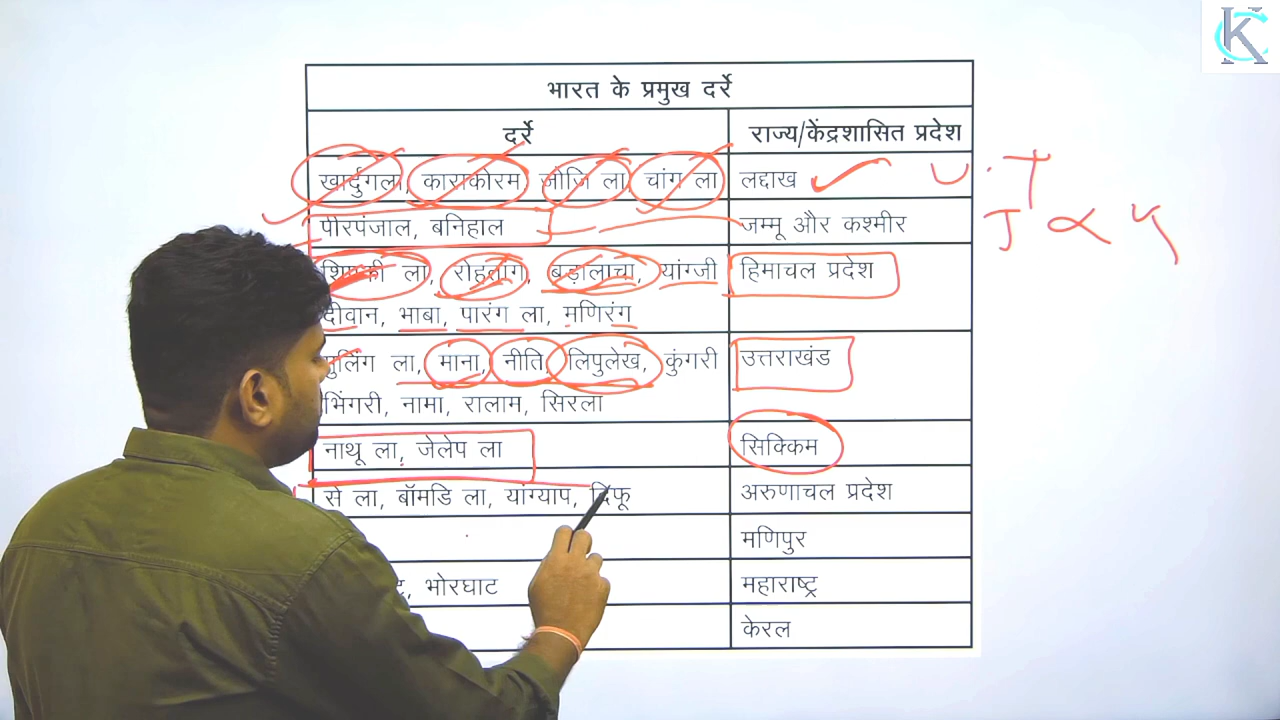 भारत के प्रमुख दर्रे
दर्रे राज्य/केंद्रशासित प्रदेश
खार्दुंगला, काराकोरम जोजि ला चांग ला लद्दाख U.T
पीरपंजाल, बनिहाल जम्मू और कश्मीर J
शिपकी ला, रोहतांग, बड़ालाचा, यांग्जी हिमाचल प्रदेश
दीवान, भाबा, पारंग ला, मणिरंग
ला, माना, नीति, लिपुलेख, कुंगरी उत्तराखंड
भिंगरी, नामा, रालाम, सिरला
नाथू ला, जेलेप ला सिक्किम
से ला, बॉमडि ला, यांग्याप, दिफू अरुणाचल प्रदेश
मणिपुर
भोरघाट महाराष्ट्र
केरल